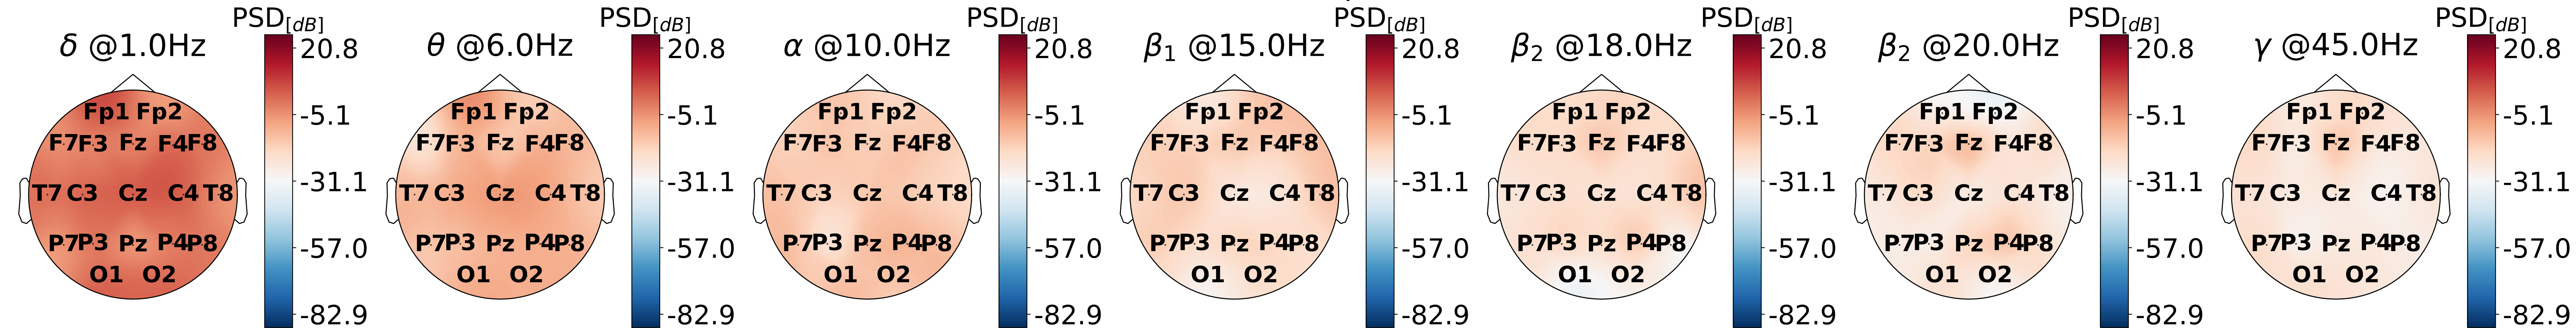 PSD[dB] PSD[dB] PSD[dB] PSD[dB] PSD[dB] PSD[dB] PSD[dB]
δ @1.0Hz 20.8 θ @6.0Hz 20.8 α @10.0Hz 20.8 β1 @15.0Hz 20.8 β2 @18.0Hz 20.8 β2 @20.0Hz 20.8 γ @45.0Hz 20.8
Fp1 Fp2 -5.1 Fp1 Fp2 -5.1 Fp1 Fp2 -5.1 Fp1 Fp2 -5.1 Fp1 Fp2 -5.1 Fp1 Fp2 -5.1 Fp1 Fp2 -5.1
F7 F3 Fz F4 F8 F7 F3 Fz F4 F8 F7 F3 Fz F4 F8 F7 F3 Fz F4 F8 F7 F3 Fz F4 F8 F7 F3 Fz F4 F8 F7 F3 Fz F4 F8
T7 C3 Cz C4 T8 -31.1 T7 C3 Cz C4 T8 -31.1 T7 C3 Cz C4 T8 -31.1 T7 C3 Cz C4 T8 -31.1 T7 C3 Cz C4 T8 -31.1 T7 C3 Cz C4 T8 -31.1 T7 C3 Cz C4 T8 -31.1
P7 P3 Pz P4 P8 -57.0 P7 P3 Pz P4 P8 -57.0 P7 P3 Pz P4 P8 -57.0 P7 P3 Pz P4 P8 -57.0 P7 P3 Pz P4 P8 -57.0 P7 P3 Pz P4 P8 -57.0 P7 P3 Pz P4 P8 -57.0
O1 O2 O1 O2 O1 O2 O1 O2 O1 O2 O1 O2 O1 O2
-82.9 -82.9 -82.9 -82.9 -82.9 -82.9 -82.9